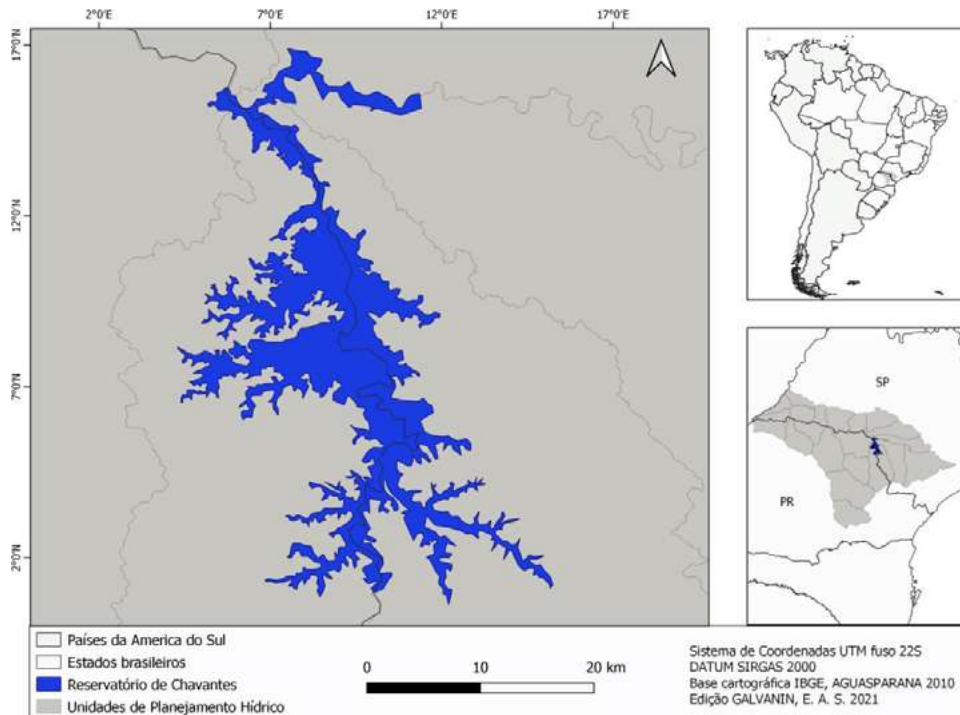 2°0'E 7°0'E 12°0'E 17°0'E
17°0'N
12°0'N
7°0'N
2°0'N
SP
PR
Países da America do Sul
Estados brasileiros
Reservatório de Chavantes
Unidades de Planejamento Hídrico
0 10 20 km
Sistema de Coordenadas UTM fuso 22S
DATUM SIRGAS 2000
Base cartográfica IBGE, AGUASPARANA 2010
Edição GALVANIN, E. A. S. 2021